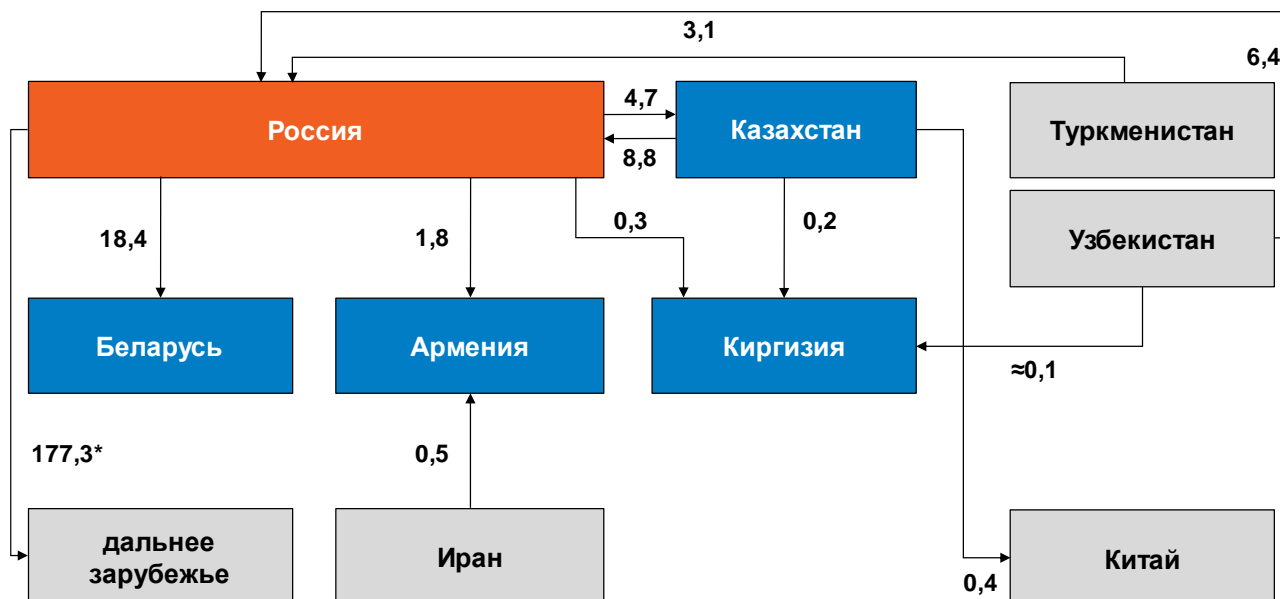 3,1
6,4
Россия
4,7
8,8
Казахстан
Туркменистан
18,4
1,8
0,3
0,2
Узбекистан
Беларусь
Армения
Киргизия
≈0,1
177,3*
0,5
дальнее
зарубежье
Иран
0,4
Китай